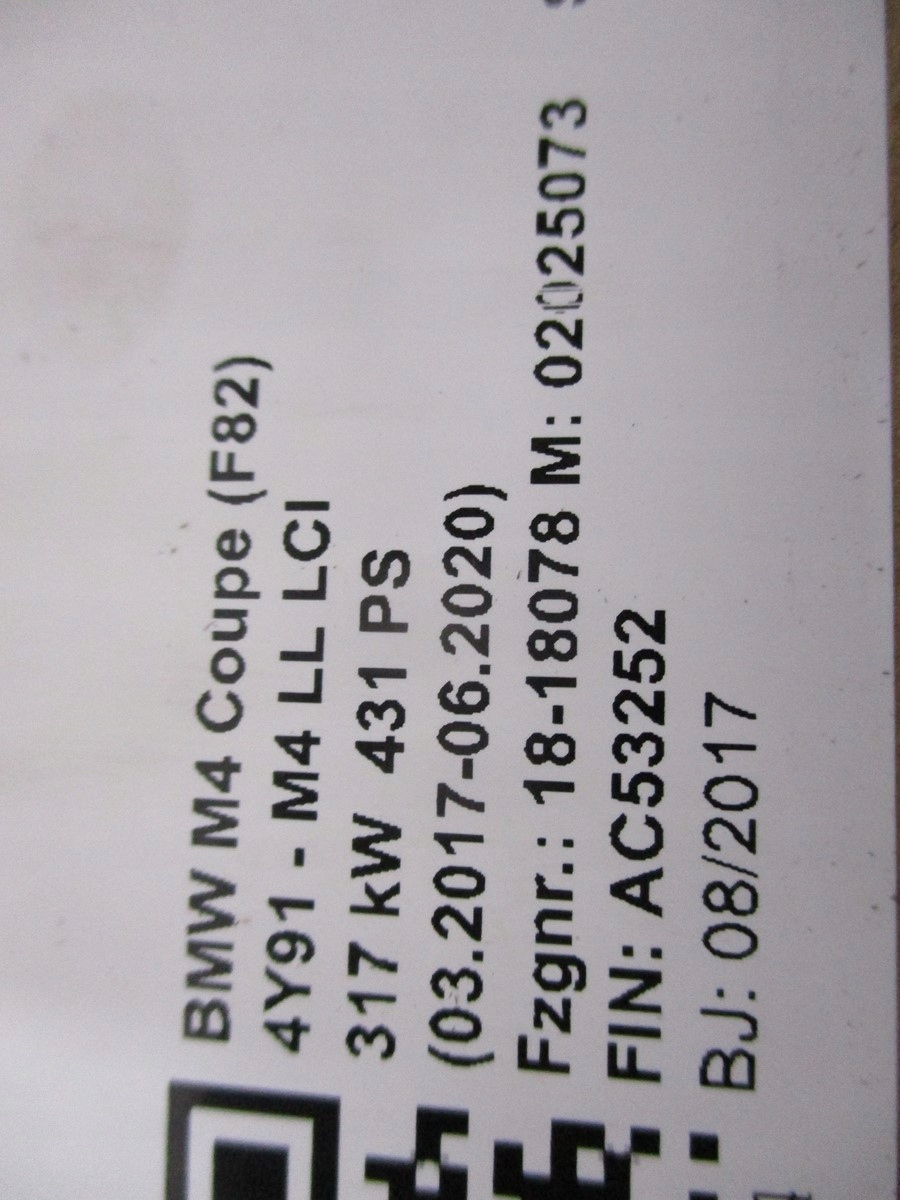 BMW M4 Coupe (F82)
4Y91 - M4 LL LCI
317 kW 431 PS
(03.2017-06.2020)
Fzgnr.: 18-18078 M: 02025073
FIN: AC53252
BJ: 08/2017